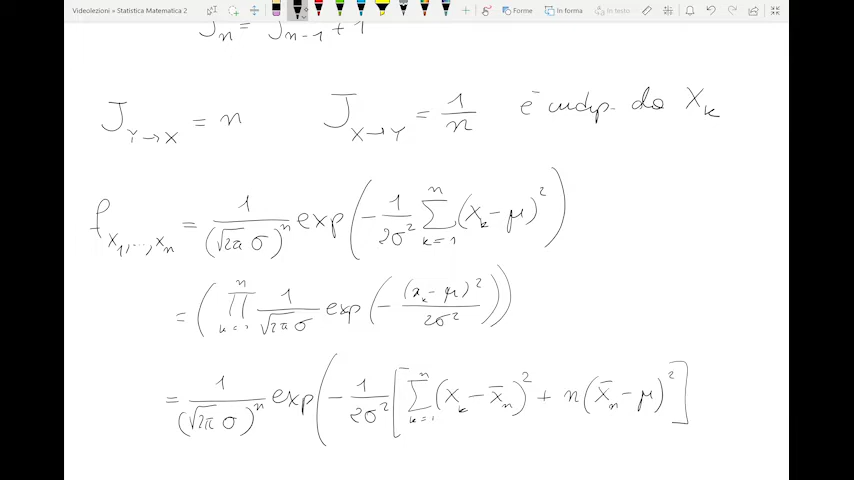 Videolezioni » Statistica Matematica 2 Forme In forma In testo
J_n = J_{n-1} + 1
J_{Y→X} = n J_{X→Y} = 1/n è indip. da X_k
f_{X_1,...,X_n} = 1/(√2π σ)^n exp(-1/2σ² ∑_{k=1}^n (X_k - μ)²)
= (∏_{k=1}^n 1/√2π σ exp(-(x_k - μ)²/2σ²))
= 1/(√2π σ)^n exp(-1/2σ² [∑_{k=1}^n (X_k - X̄_n)² + n(X̄_n - μ)²]